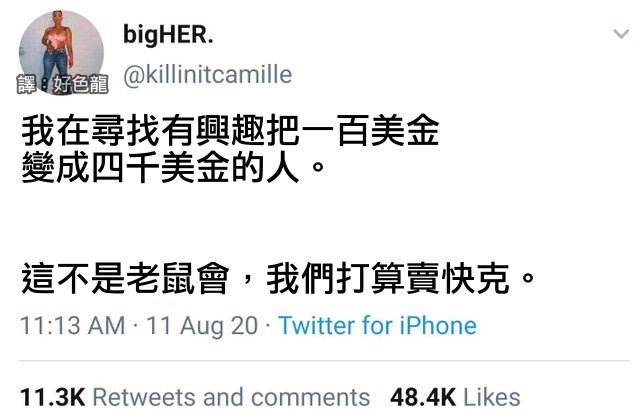 bigHER.
@killinitcamille
譯：好色龍
我在尋找有興趣把一百美金
變成四千美金的人。
這不是老鼠會，我們打算賣快克。
11:13 AM · 11 Aug 20 · Twitter for iPhone
11.3K Retweets and comments 48.4K Likes